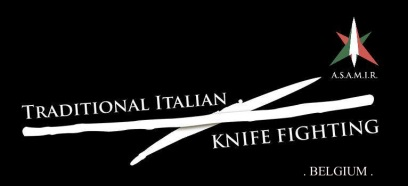 A.S.A.M.I.R.
TRADITIONAL ITALIAN
KNIFE FIGHTING
. BELGIUM .